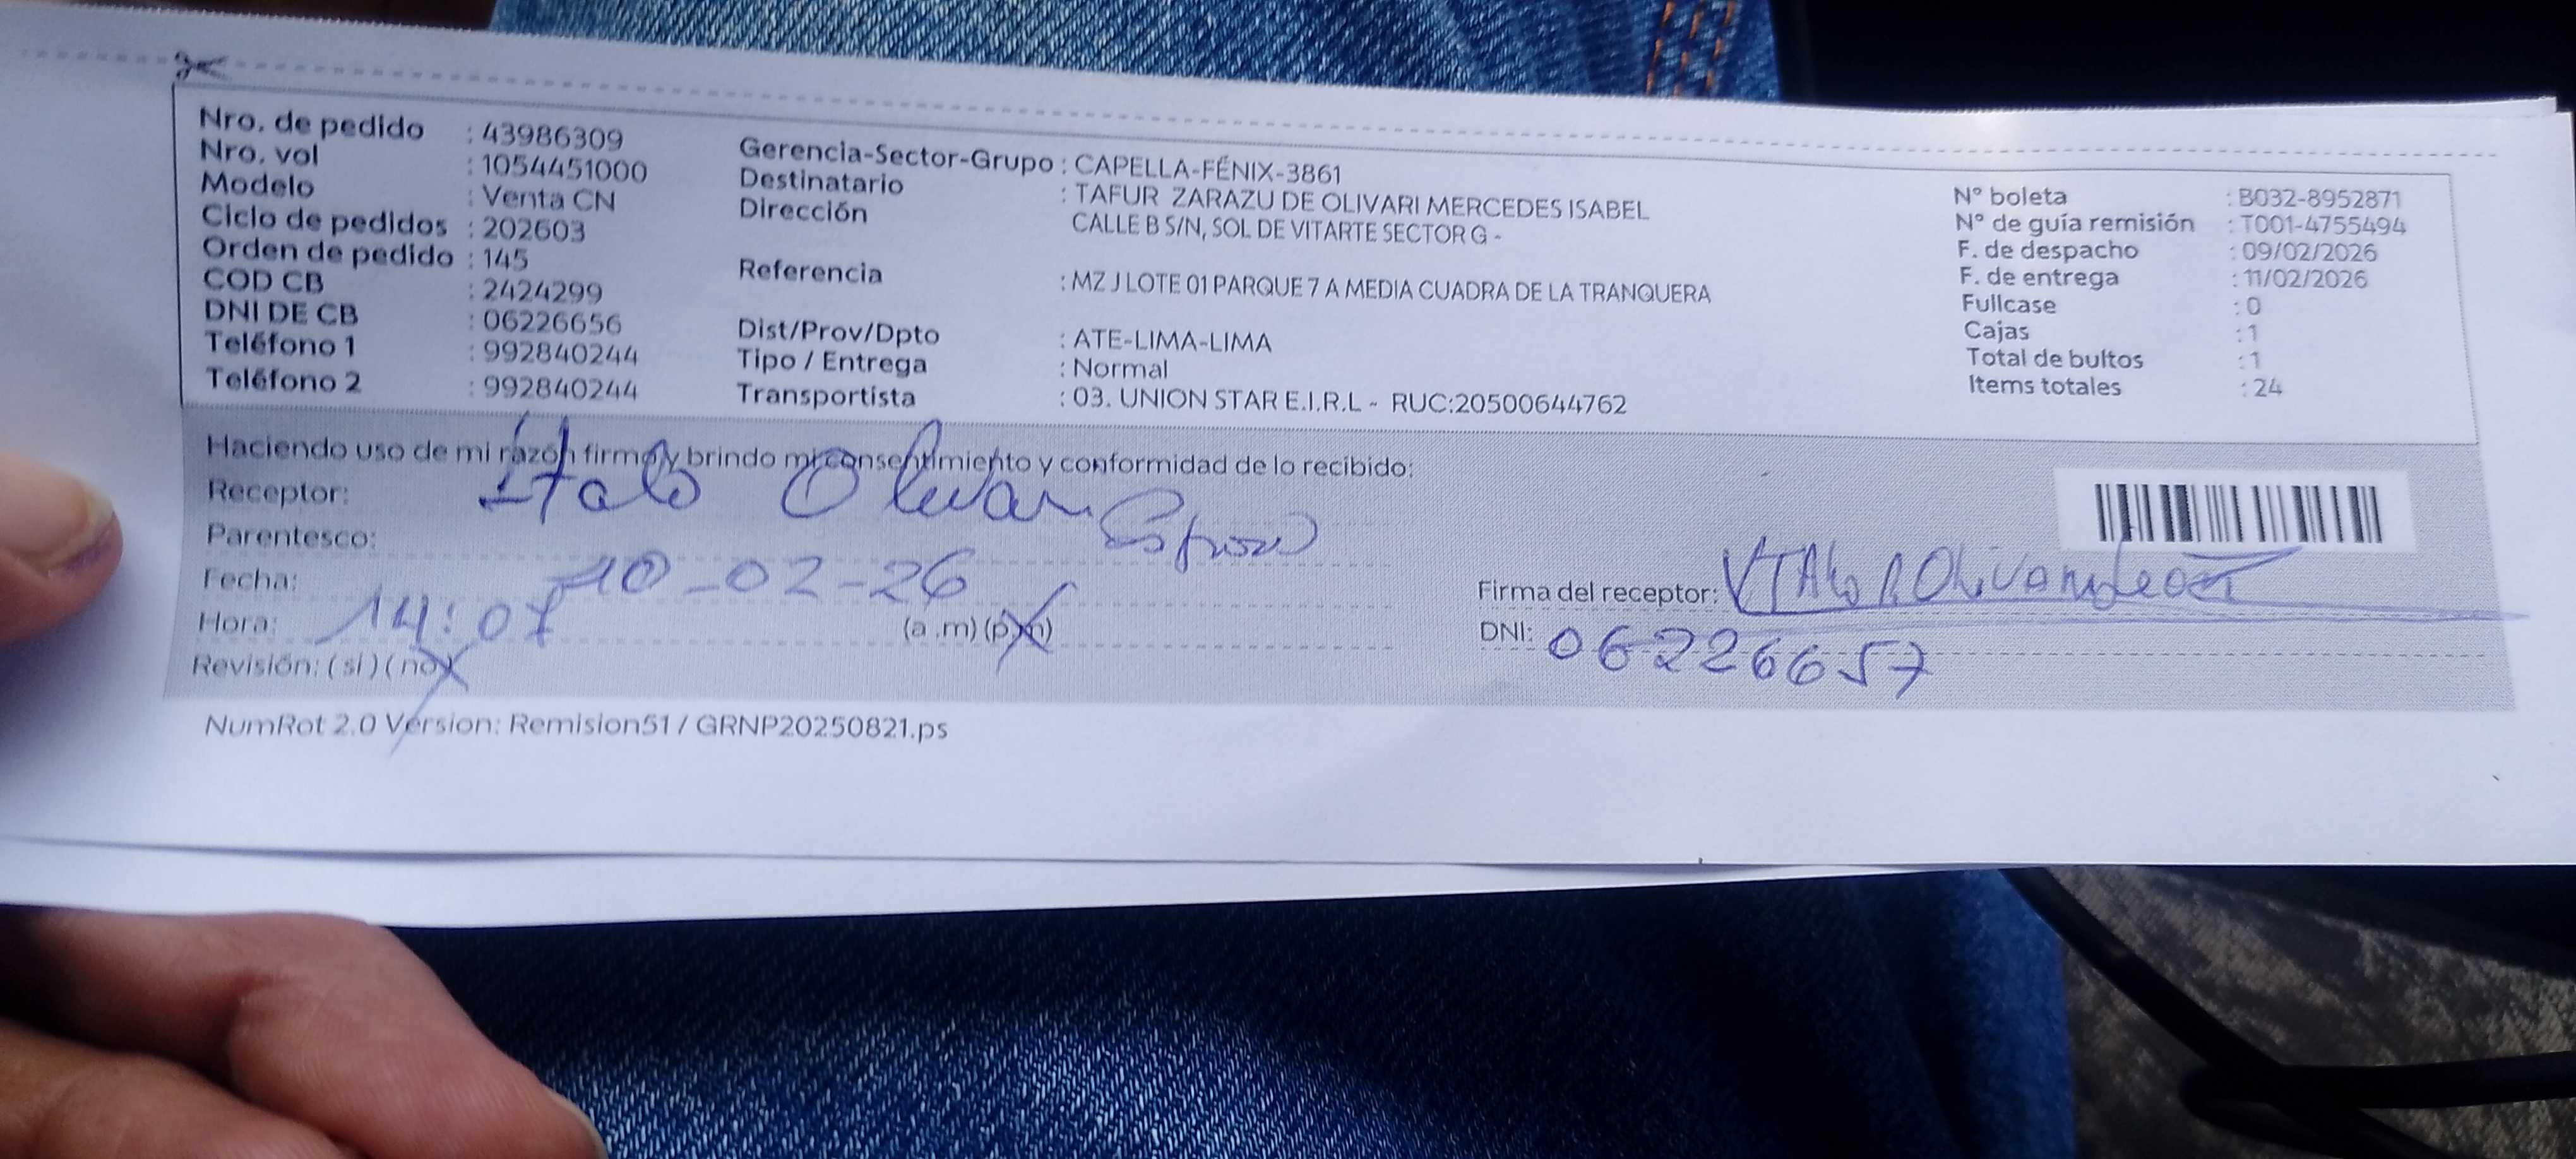 Nro. de pedido : 43986309
Nro. vol : 1054451000
Modelo : Venta CN
Ciclo de pedidos : 202603
Orden de pedido : 145
COD CB : 2424299
DNI DE CB : 06226656
Teléfono 1 : 992840244
Teléfono 2 : 992840244
Gerencia-Sector-Grupo : CAPELLA-FÉNIX-3861
Destinatario : TAFUR ZARAZU DE OLIVARI MERCEDES ISABEL
Dirección CALLE B S/N, SOL DE VITARTE SECTOR G -
Referencia : MZ J LOTE 01 PARQUE 7 A MEDIA CUADRA DE LA TRANQUERA
Dist/Prov/Dpto : ATE-LIMA-LIMA
Tipo / Entrega : Normal
Transportista : 03. UNION STAR E.I.R.L - RUC:20500644762
N° boleta : B032-8952871
N° de guía remisión : T001-4755494
F. de despacho : 09/02/2026
F. de entrega : 11/02/2026
Fullcase : 0
Cajas : 1
Total de bultos : 1
Items totales : 24
Haciendo uso de mi razón firmo y brindo mi consentimiento y conformidad de lo recibido:
Receptor: Italo Olivari
Parentesco: Esposo
Fecha: 10-02-26
Hora: 14:07 (a .m) (p.m)
Revisión: (si) (no)
Firma del receptor:
DNI: 06226657
NumRot 2.0 Version: Remision51 / GRNP20250821.ps